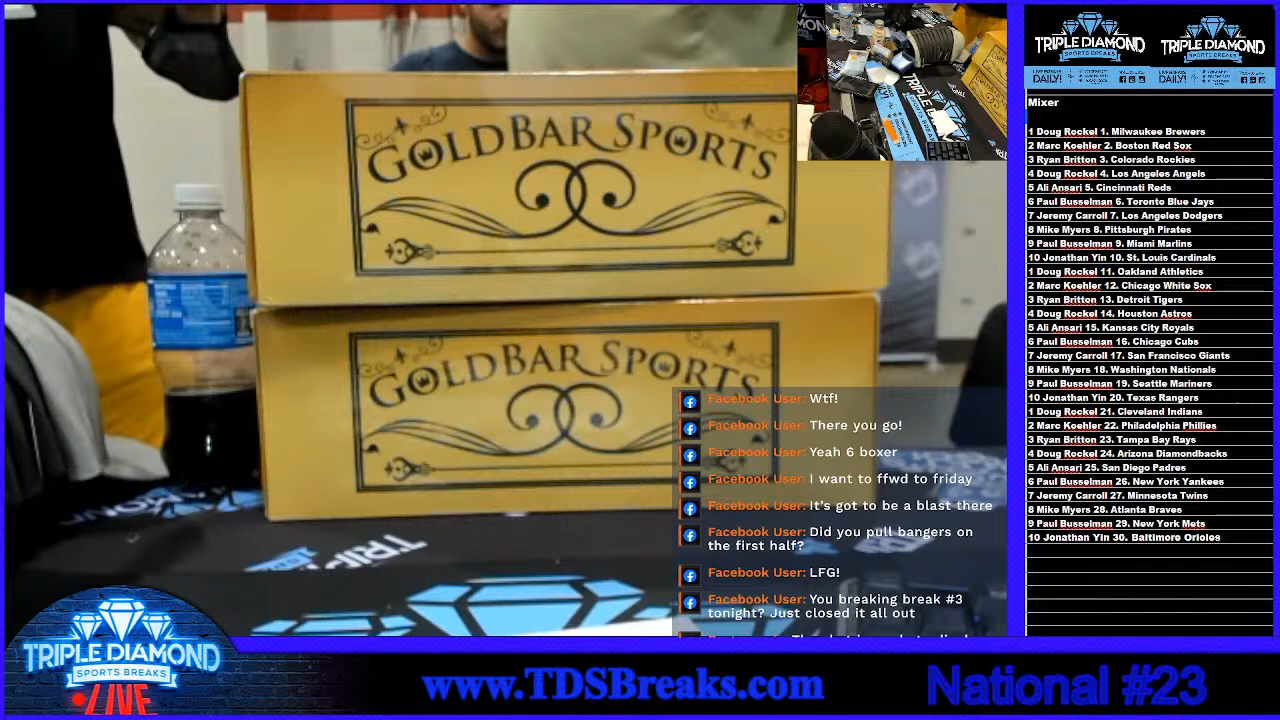 GOLDBAR SPORTS
GOLDBAR SPORTS
TRIPLE DIAMOND
SPORTS BREAKS
TRIPLE DIAMOND
SPORTS BREAKS
LIVE BREAKS
DAILY!
LIVE BREAKS
DAILY!
Mixer
1 Doug Rockel 1. Milwaukee Brewers
2 Marc Koehler 2. Boston Red Sox
3 Ryan Britton 3. Colorado Rockies
4 Doug Rockel 4. Los Angeles Angels
5 Ali Ansari 5. Cincinnati Reds
6 Paul Busselman 6. Toronto Blue Jays
7 Jeremy Carroll 7. Los Angeles Dodgers
8 Mike Myers 8. Pittsburgh Pirates
9 Paul Busselman 9. Miami Marlins
10 Jonathan Yin 10. St. Louis Cardinals
1 Doug Rockel 11. Oakland Athletics
2 Marc Koehler 12. Chicago White Sox
3 Ryan Britton 13. Detroit Tigers
4 Doug Rockel 14. Houston Astros
5 Ali Ansari 15. Kansas City Royals
6 Paul Busselman 16. Chicago Cubs
7 Jeremy Carroll 17. San Francisco Giants
8 Mike Myers 18. Washington Nationals
9 Paul Busselman 19. Seattle Mariners
10 Jonathan Yin 20. Texas Rangers
1 Doug Rockel 21. Cleveland Indians
2 Marc Koehler 22. Philadelphia Phillies
3 Ryan Britton 23. Tampa Bay Rays
4 Doug Rockel 24. Arizona Diamondbacks
5 Ali Ansari 25. San Diego Padres
6 Paul Busselman 26. New York Yankees
7 Jeremy Carroll 27. Minnesota Twins
8 Mike Myers 28. Atlanta Braves
9 Paul Busselman 29. New York Mets
10 Jonathan Yin 30. Baltimore Orioles
Facebook User: Wtf!
Facebook User: There you go!
Facebook User: Yeah 6 boxer
Facebook User: I want to ffwd to friday
Facebook User: It's got to be a blast there
Facebook User: Did you pull bangers on
the first half?
Facebook User: LFG!
Facebook User: You breaking break #3
tonight? Just closed it all out
TRIPLE DIAMOND
SPORTS BREAKS
LIVE
www.TDSBreaks.com
National #23